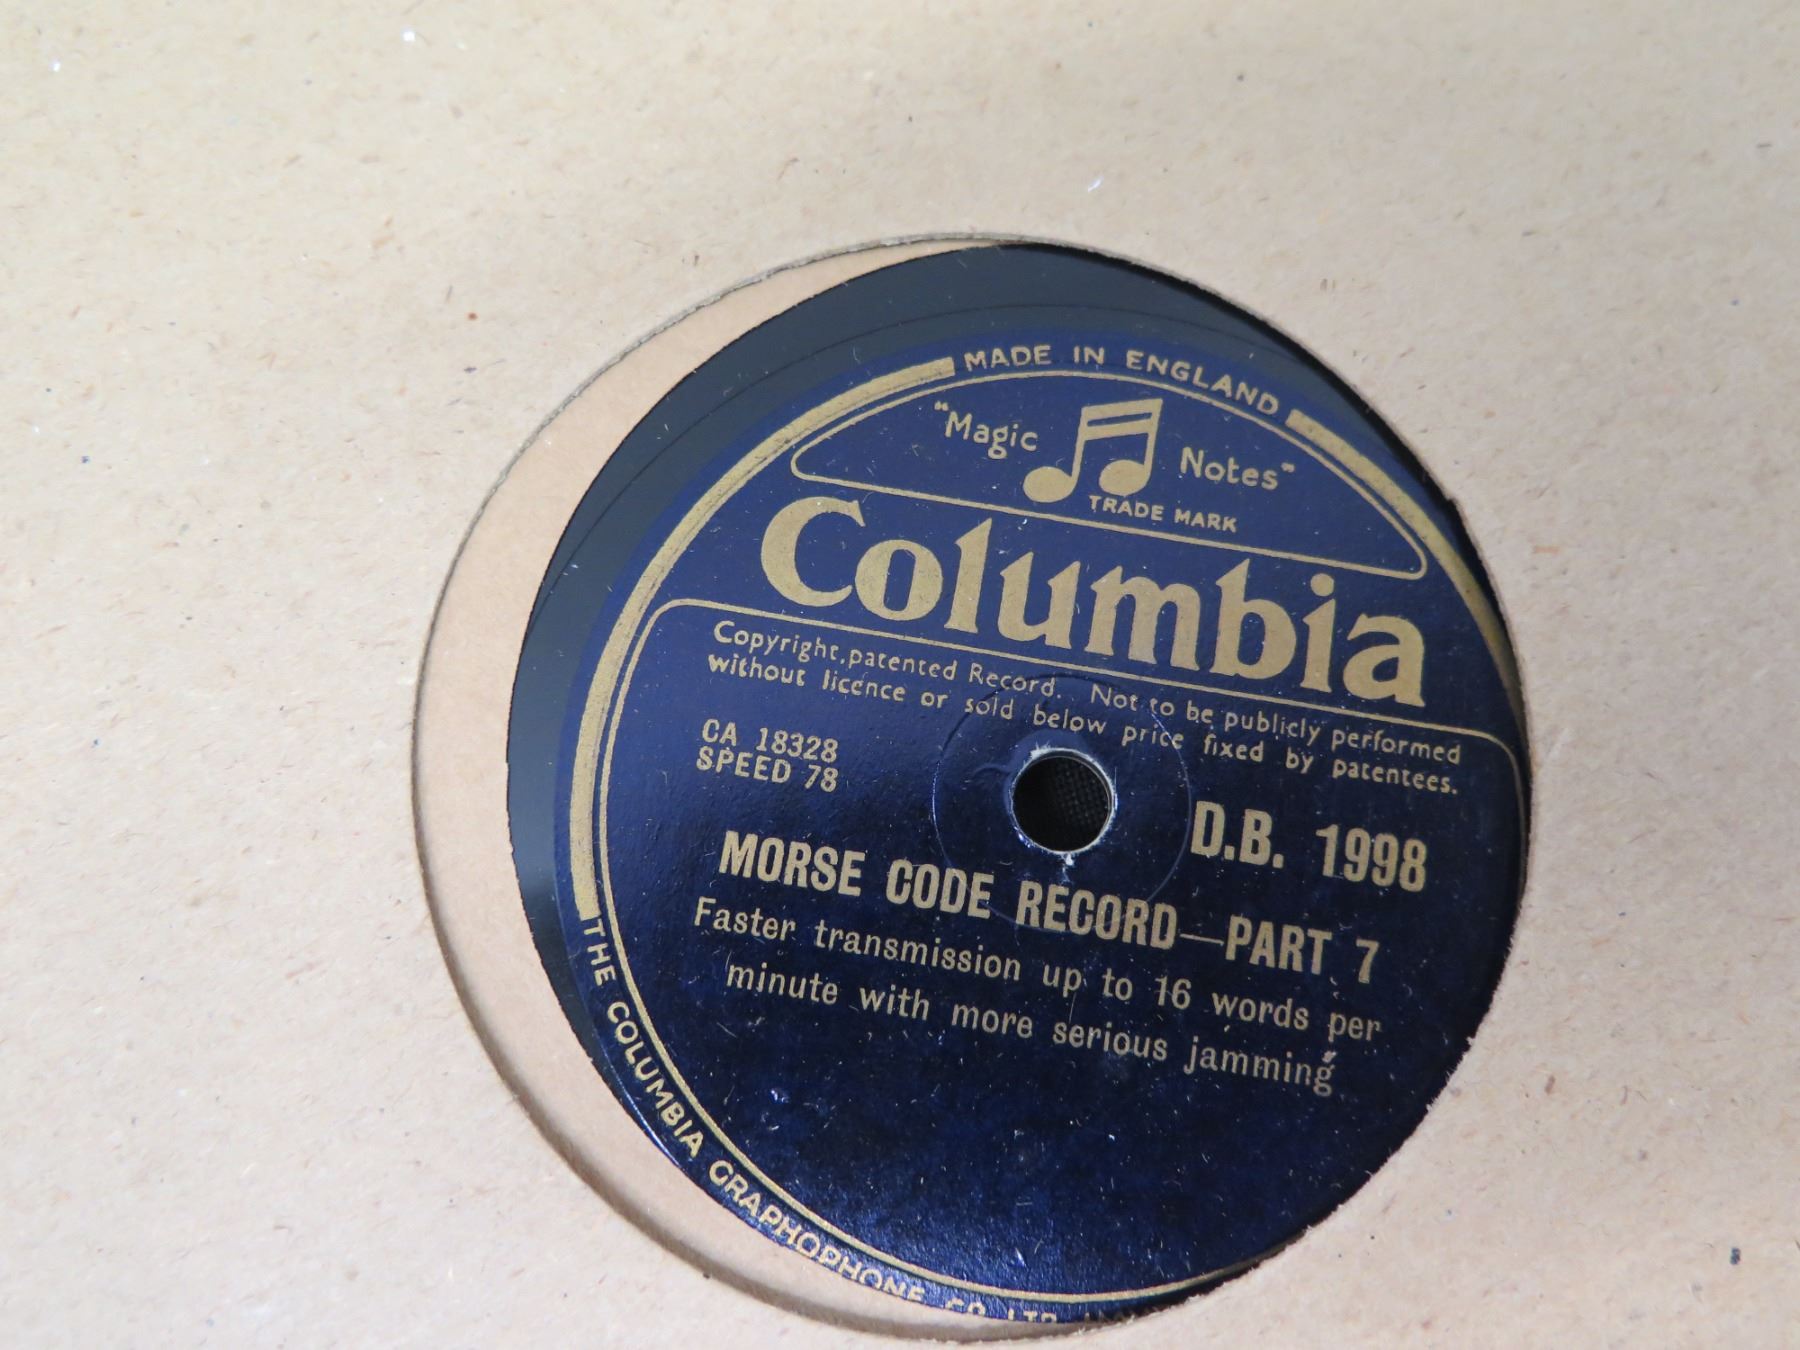 MADE IN ENGLAND
"Magic Notes"
TRADE MARK
Columbia
Copyright, patented Record. Not to be publicly performed
without licence or sold below price fixed by patentees.
CA 18328
SPEED 78
D.B. 1998
MORSE CODE RECORD—PART 7
Faster transmission up to 16 words per
minute with more serious jamming
THE COLUMBIA GRAPHOPHONE CO. LTD.